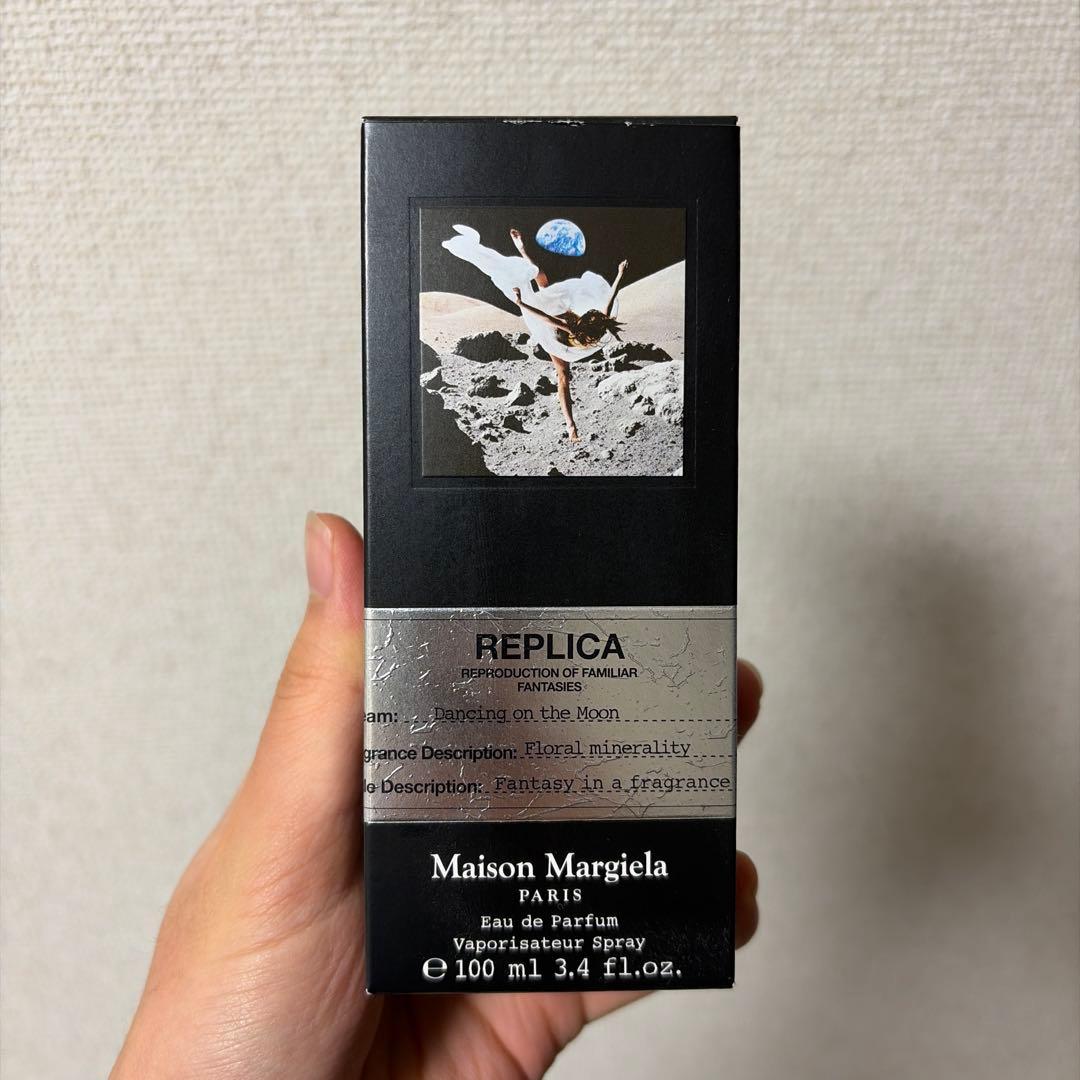 REPLICA
REPRODUCTION OF FAMILIAR
FANTASIES
eam: Dancing on the Moon
grance Description: Floral minerality
le Description: Fantasy in a fragrance
Maison Margiela
PARIS
Eau de Parfum
Vaporisateur Spray
℮ 100 ml 3.4 fl.oz.